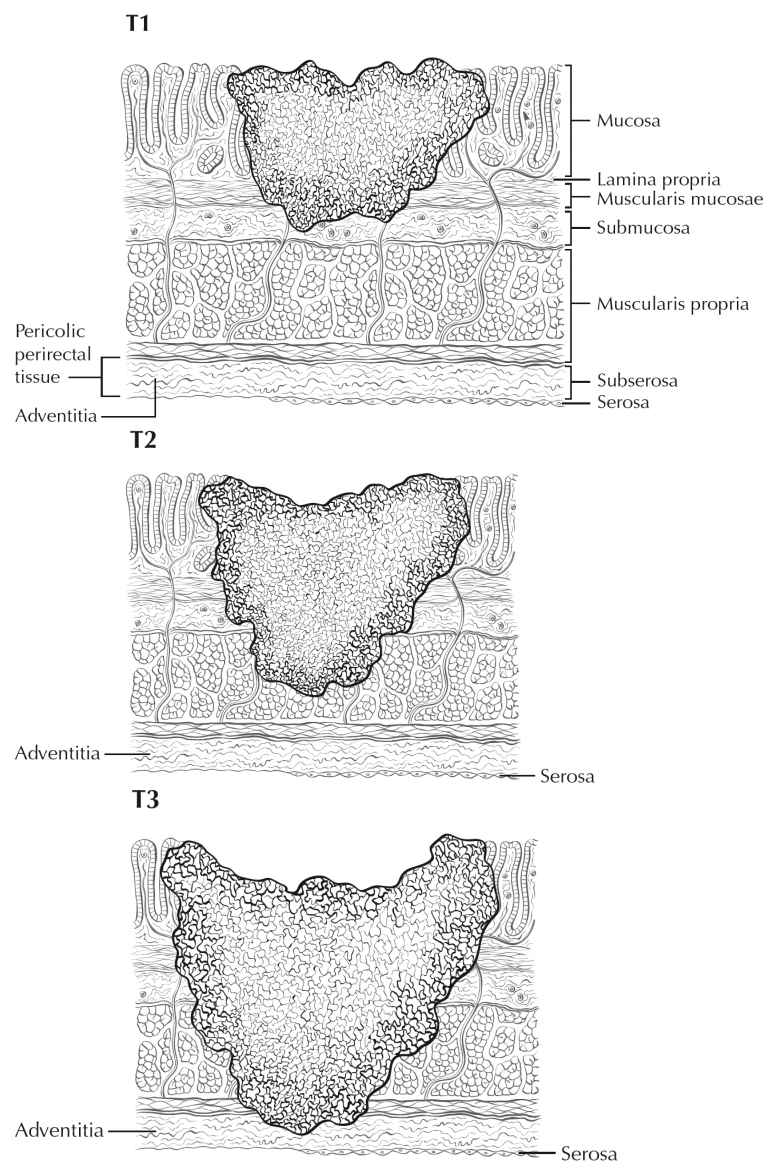 T1
Mucosa
Lamina propria
Muscularis mucosae
Submucosa
Muscularis propria
Pericolic
perirectal
tissue
Subserosa
Serosa
Adventitia
T2
Adventitia
Serosa
T3
Adventitia
Serosa